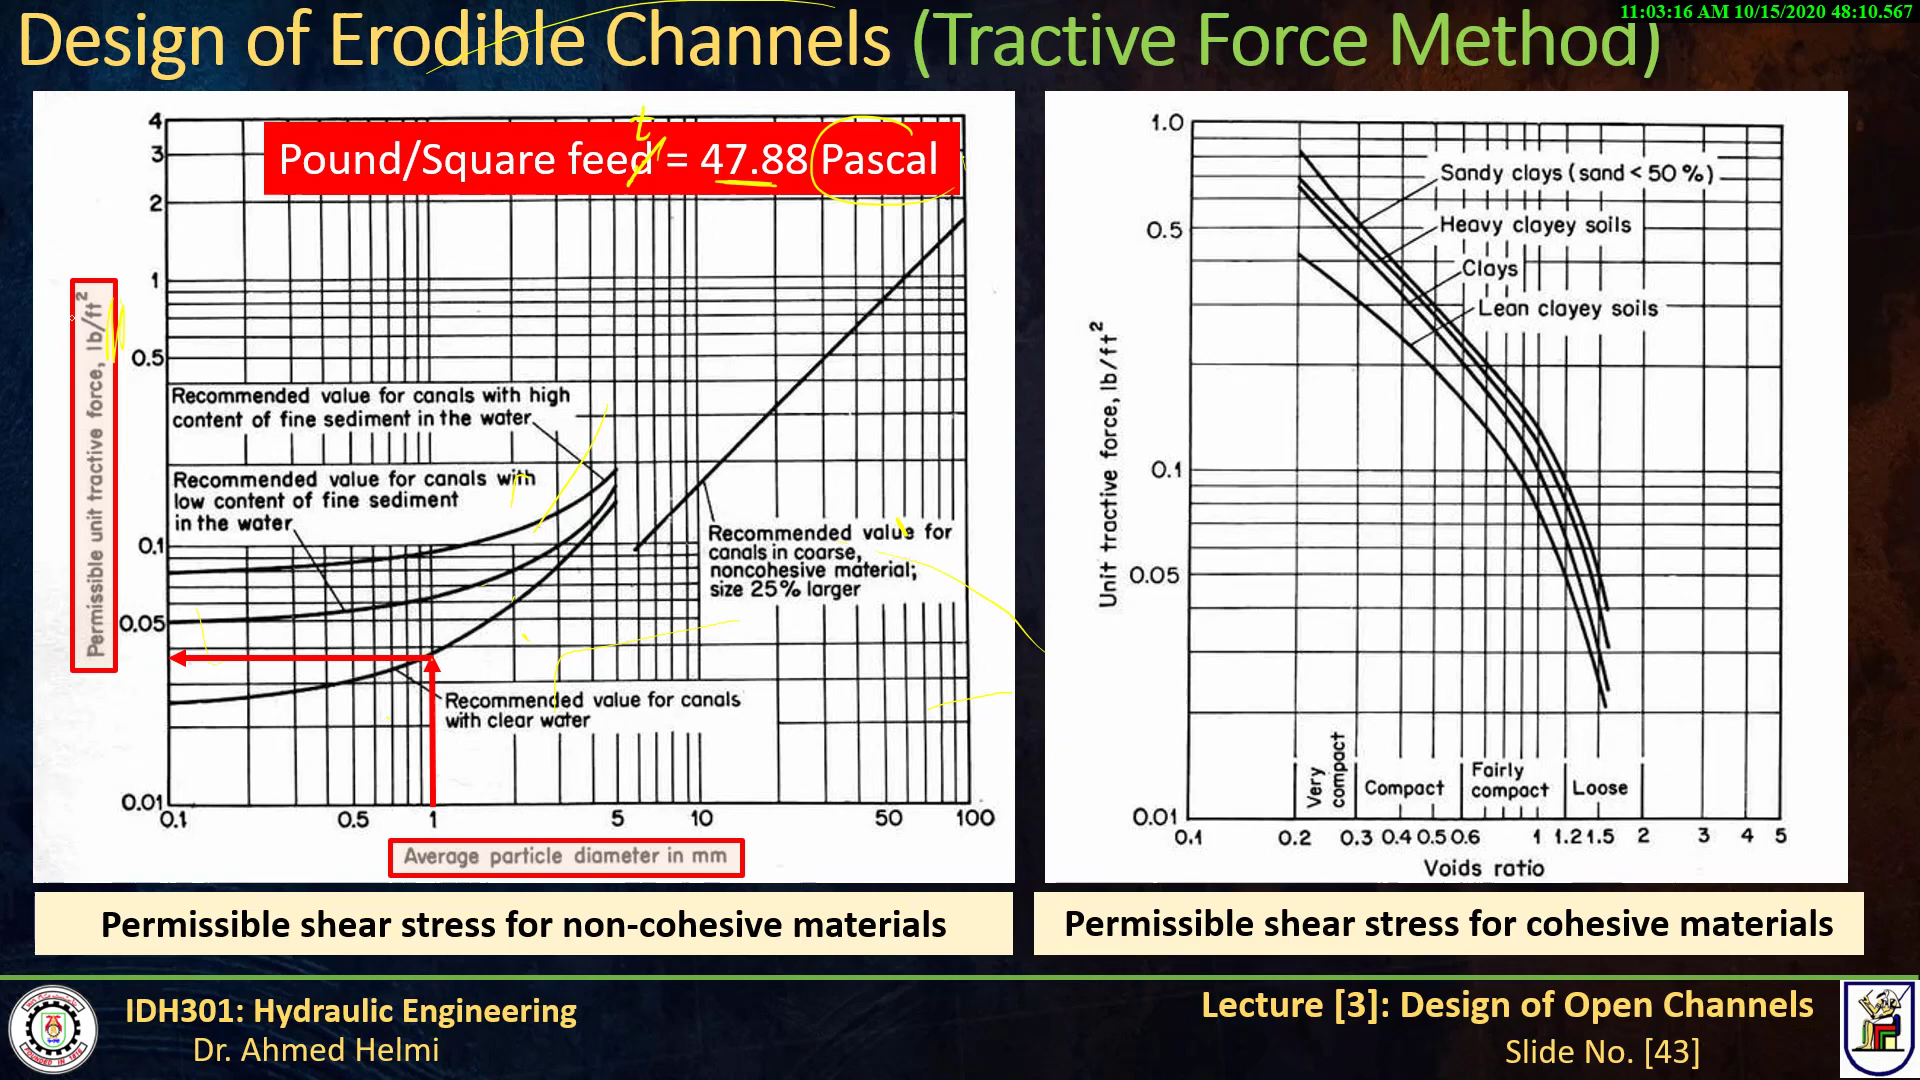 11:03:16 AM 10/15/2020 48:10.567
Design of Erodible Channels (Tractive Force Method)
Pound/Square feed = 47.88 Pascal
t
4
3
2
1
0.5
0.1
0.05
0.01
Permissible unit tractive force, lb/ft²
Recommended value for canals with high
content of fine sediment in the water
Recommended value for canals with
low content of fine sediment
in the water
Recommended value for
canals in coarse,
noncohesive material;
size 25% larger
Recommended value for canals
with clear water
0.1 0.5 1 5 10 50 100
Average particle diameter in mm
Permissible shear stress for non-cohesive materials
1.0
0.5
0.1
0.05
0.01
Unit tractive force, lb/ft²
Sandy clays (sand < 50 %)
Heavy clayey soils
Clays
Lean clayey soils
Very
compact
Compact
Fairly
compact
Loose
0.1 0.2 0.3 0.4 0.5 0.6 1 1.2 1.5 2 3 4 5
Voids ratio
Permissible shear stress for cohesive materials
IDH301: Hydraulic Engineering
Dr. Ahmed Helmi
Lecture [3]: Design of Open Channels
Slide No. [43]